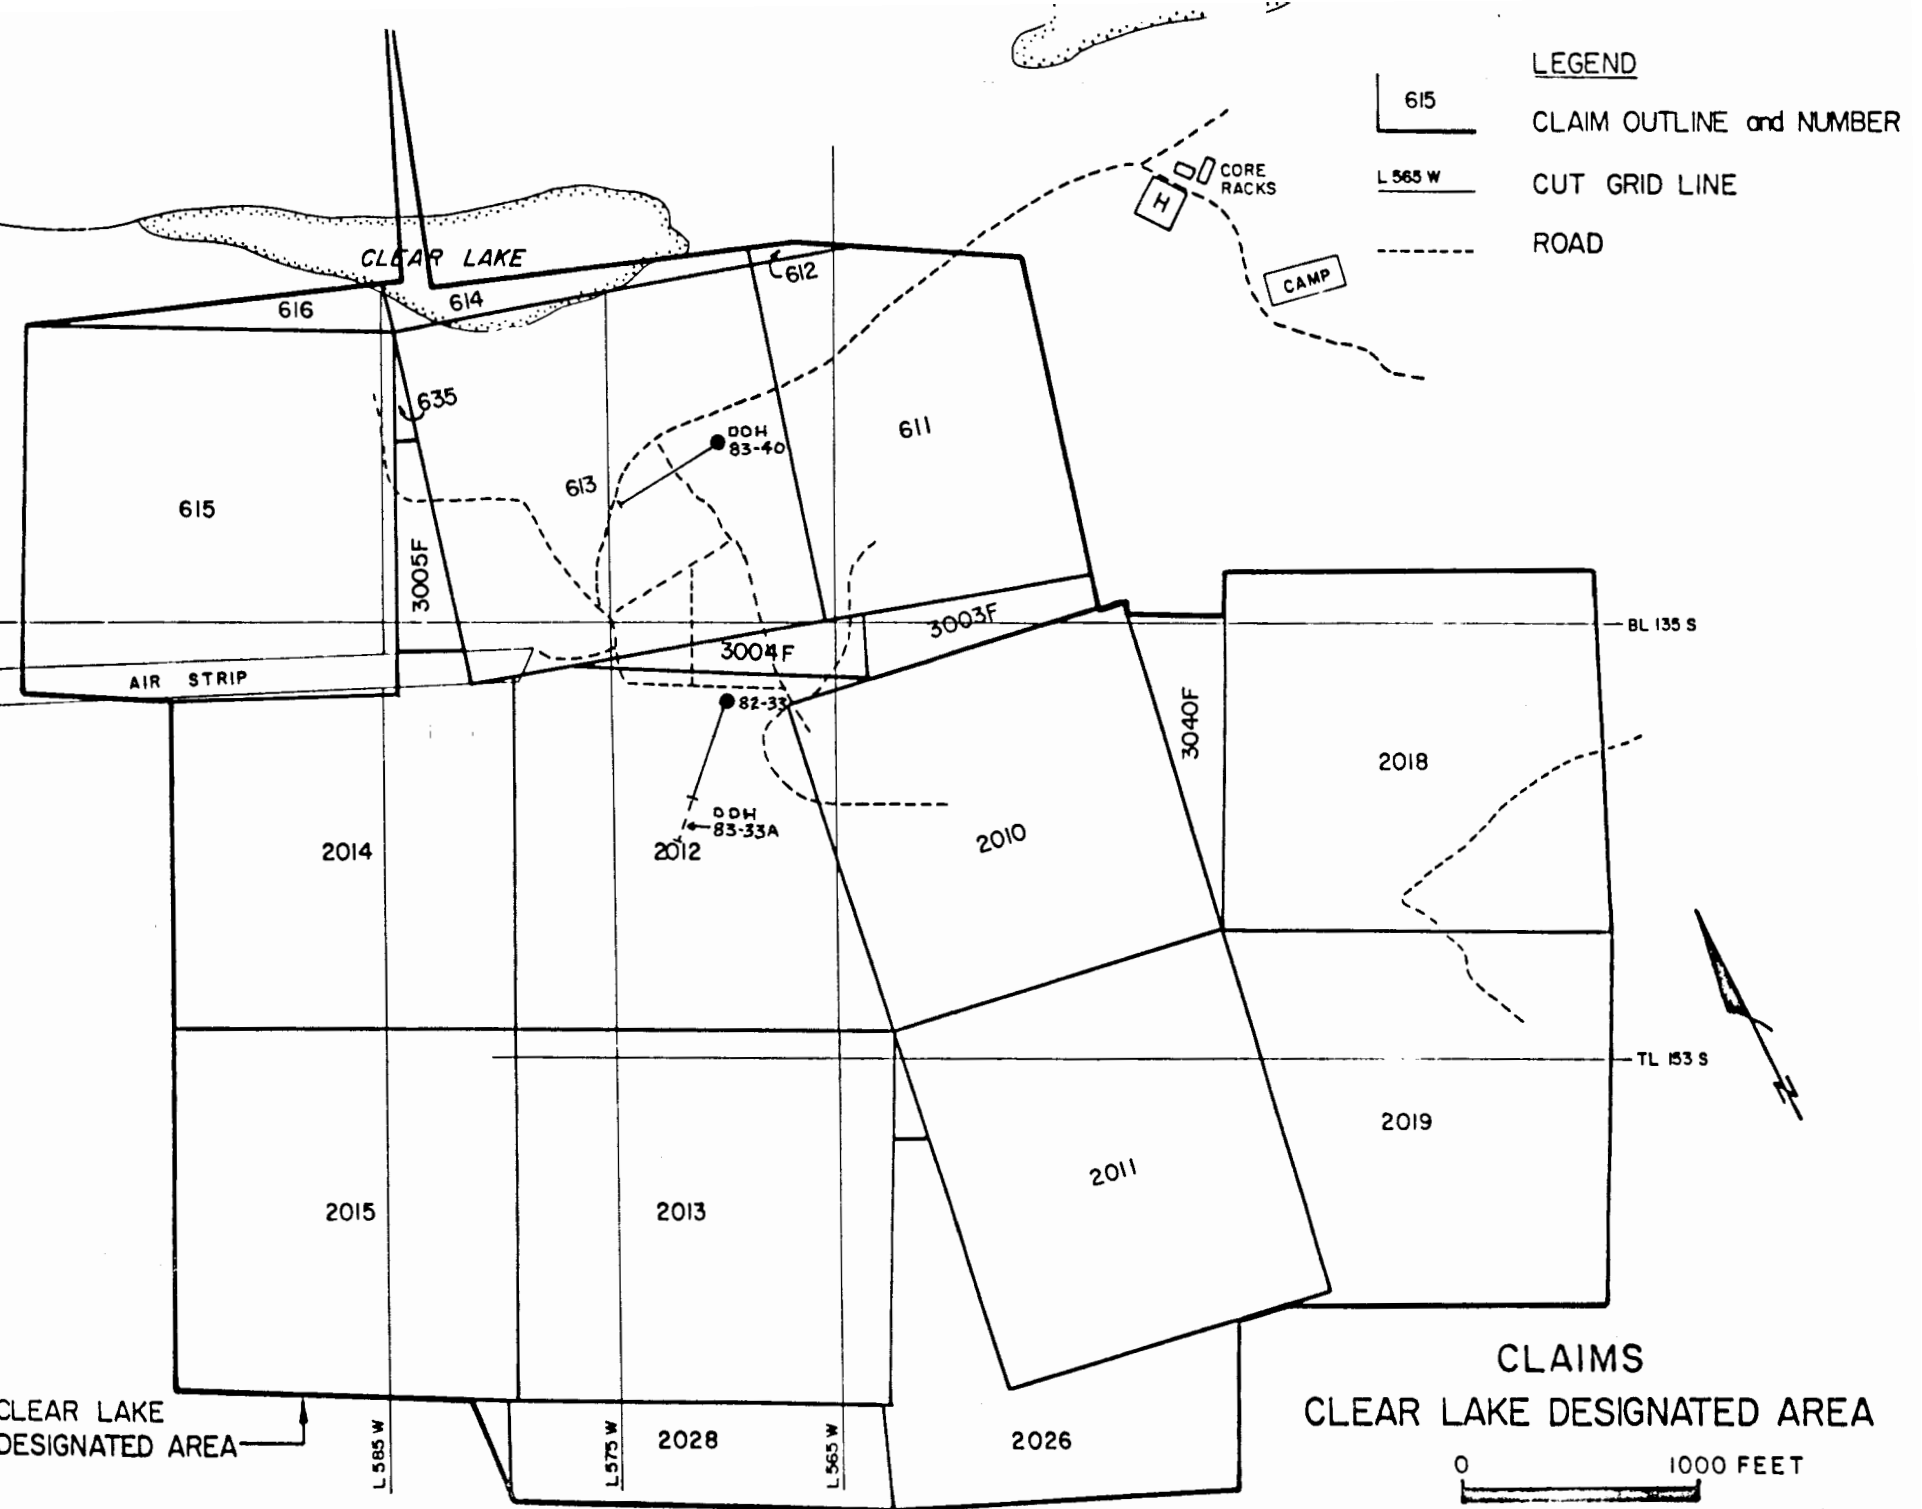 LEGEND
615
CLAIM OUTLINE and NUMBER
L 565 W
CUT GRID LINE
ROAD
CORE
RACKS
H
CAMP
CLEAR LAKE
616
614
612
635
611
DDH
83-40
613
615
3005F
3003F
3004F
BL 135 S
AIR STRIP
82-33
3040F
2018
DDH
83-33A
2014
2012
2010
TL 153 S
N
2019
2011
2015
2013
CLEAR LAKE
DESIGNATED AREA
L 585 W
L 575 W
L 565 W
2028
2026
CLAIMS
CLEAR LAKE DESIGNATED AREA
0 1000 FEET